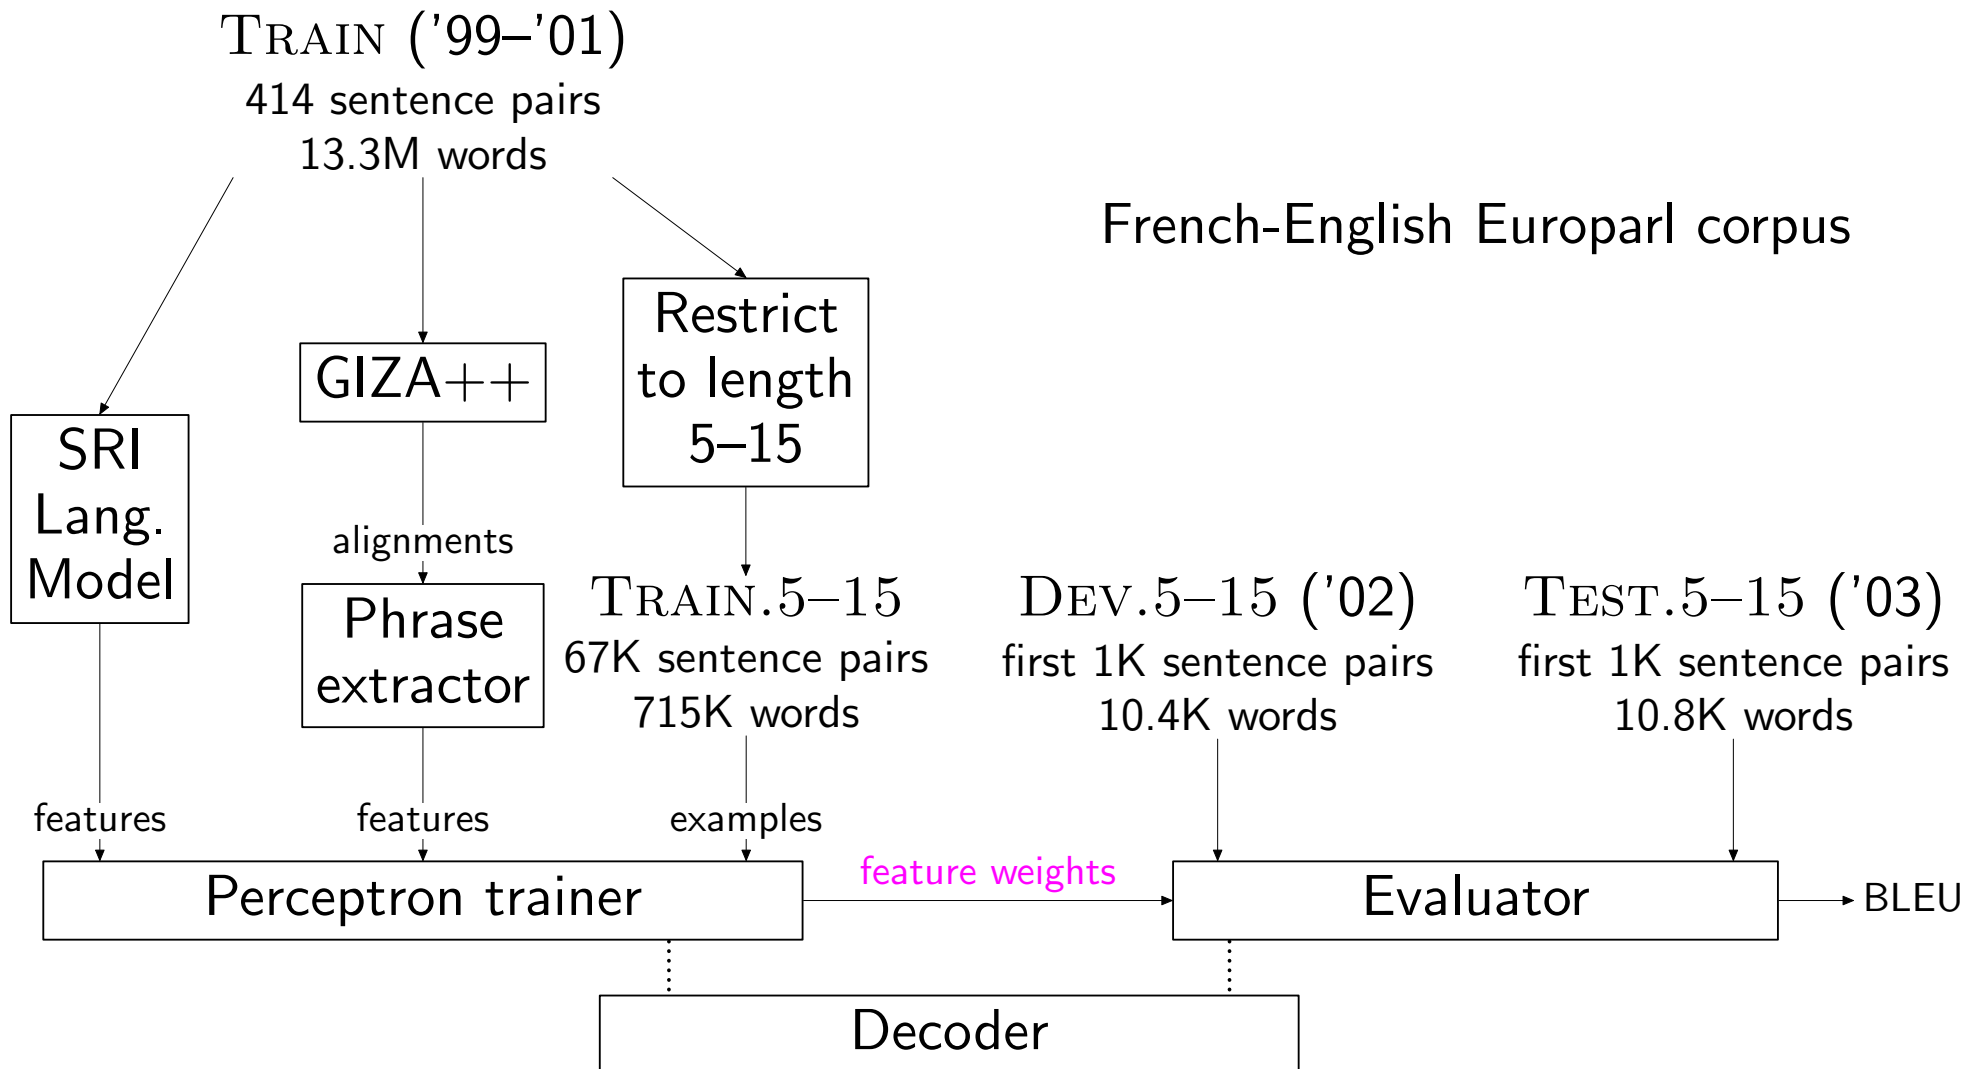 TRAIN ('99–'01)
414 sentence pairs
13.3M words
French-English Europarl corpus
Restrict
to length
5–15
GIZA++
SRI
Lang.
Model
alignments
Phrase
extractor
TRAIN.5–15
67K sentence pairs
715K words
DEV.5–15 ('02)
first 1K sentence pairs
10.4K words
TEST.5–15 ('03)
first 1K sentence pairs
10.8K words
features
features
examples
Perceptron trainer
feature weights
Evaluator
BLEU
Decoder